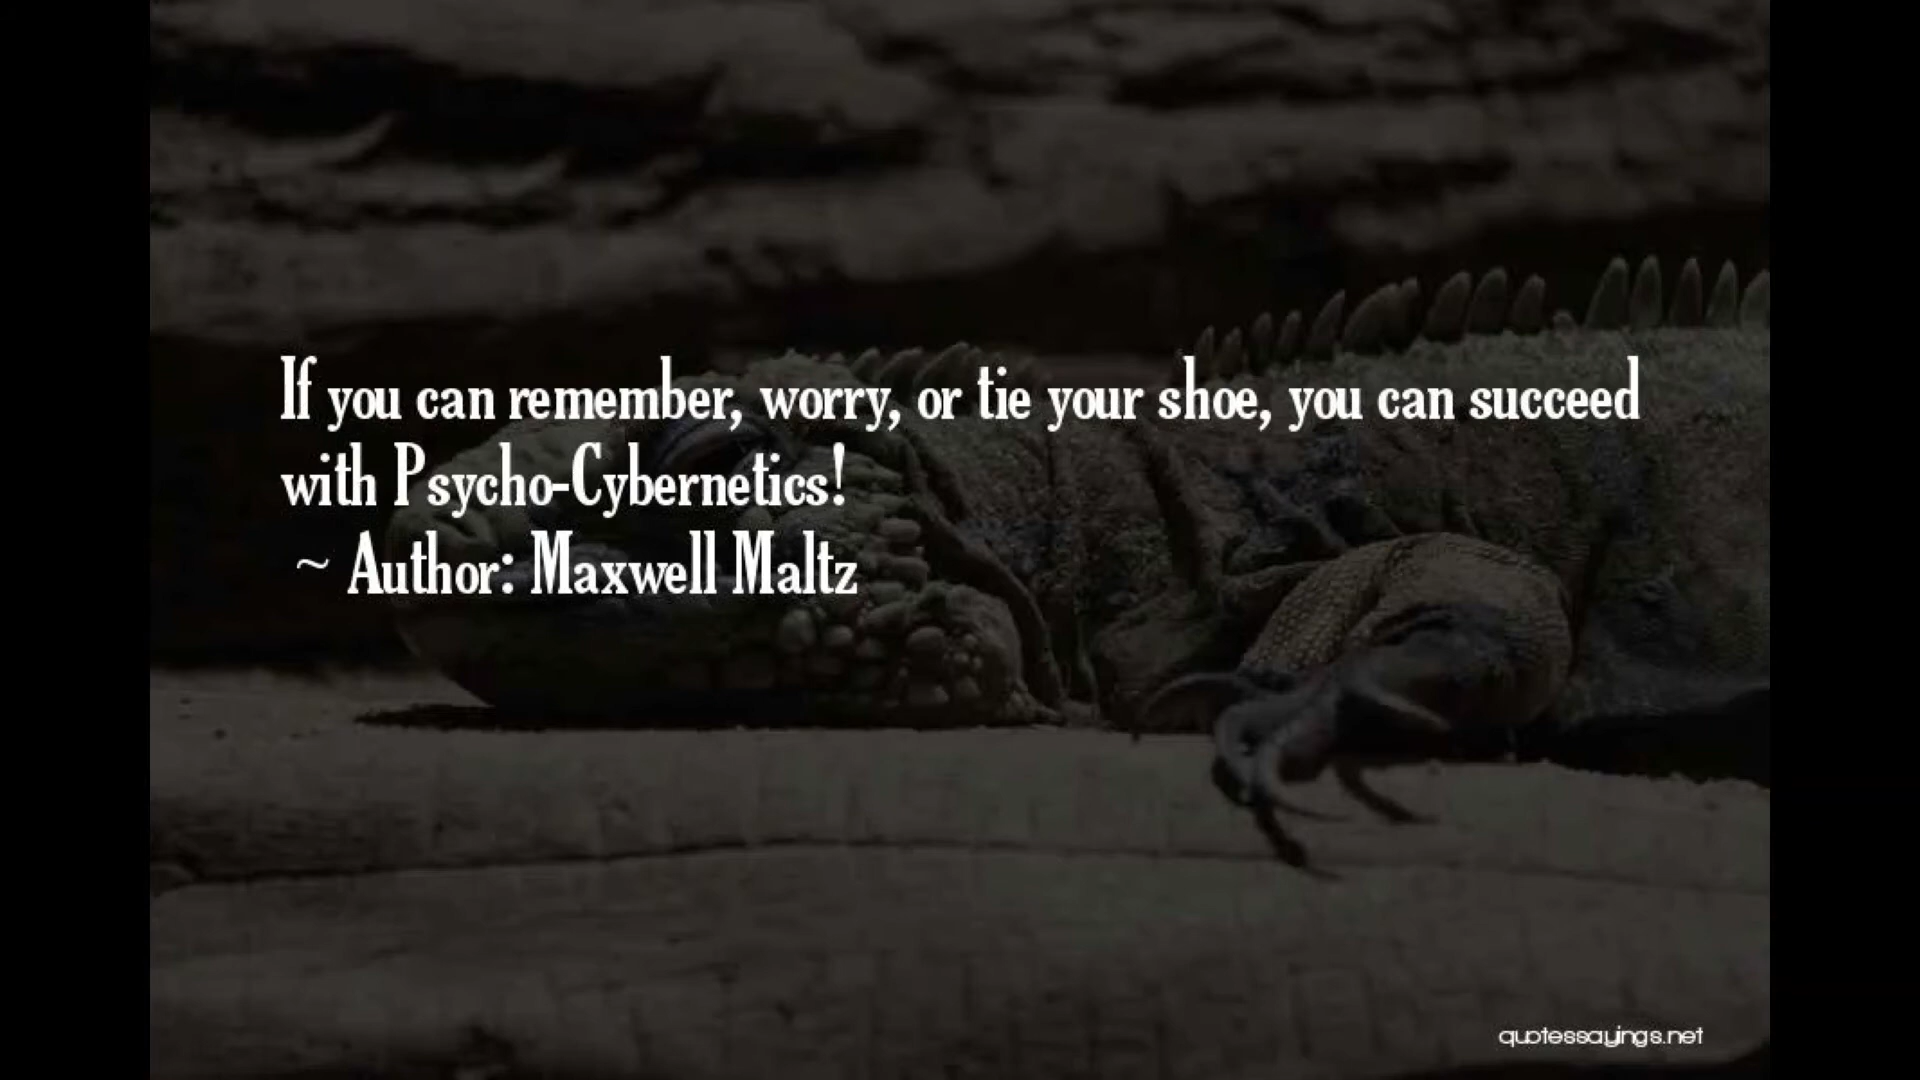 If you can remember, worry, or tie your shoe, you can succeed
with Psycho-Cybernetics!
~ Author: Maxwell Maltz
quotessayings.net